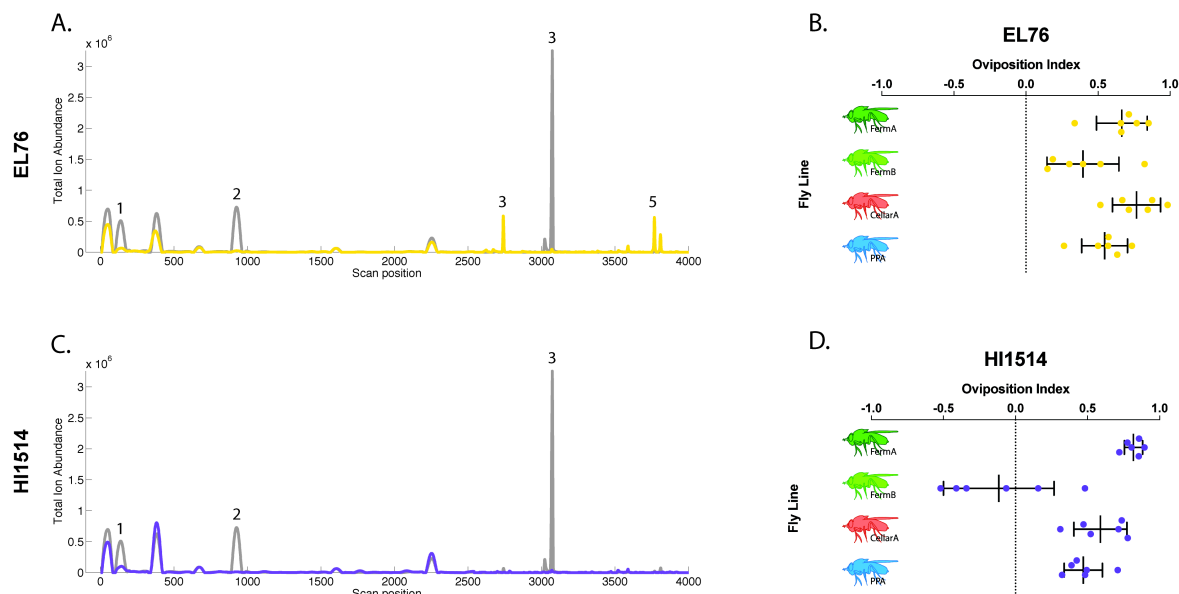 A.
EL76
x 10⁶
Total Ion Abundance
3
2.5
2
1.5
1
0.5
0
1
2
3
3
5
0 500 1000 1500 2000 2500 3000 3500 4000
Scan position
B.
EL76
Oviposition Index
-1.0 -0.5 0.0 0.5 1.0
Fly Line
FermA
FermB
CellarA
PPA
C.
HI1514
x 10⁶
Total Ion Abundance
3
2.5
2
1.5
1
0.5
0
1
2
3
0 500 1000 1500 2000 2500 3000 3500 4000
Scan position
D.
HI1514
Oviposition Index
-1.0 -0.5 0.0 0.5 1.0
Fly Line
FermA
FermB
CellarA
PPA